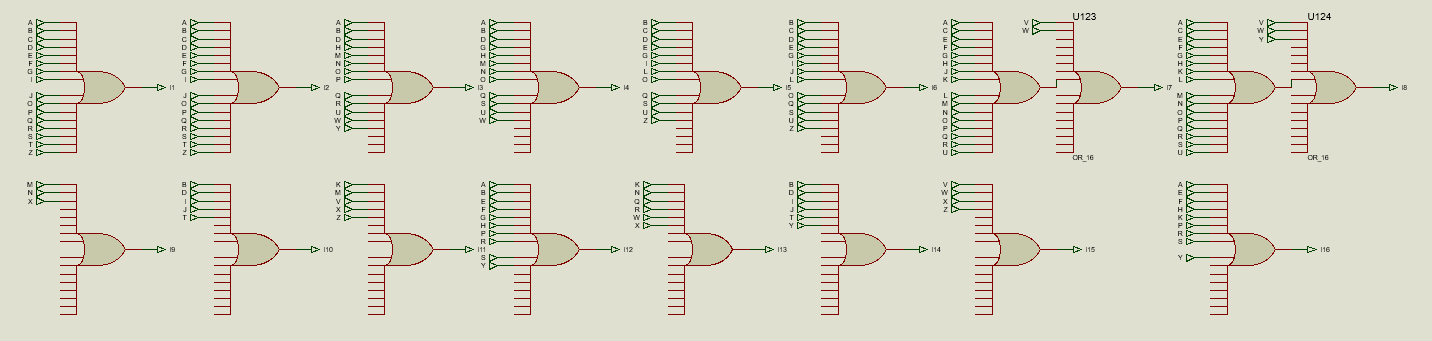 A
B
C
D
E
F
G
I
J
O
P
Q
R
S
T
Z
I1
A
B
C
D
E
F
G
I
J
O
P
Q
R
S
T
Z
I2
A
B
D
H
M
N
O
P
Q
R
U
W
Y
I3
A
B
D
G
H
M
N
O
Q
S
U
W
I4
B
C
D
E
G
I
L
O
Q
S
U
Z
I5
B
C
D
E
G
I
J
L
O
Q
S
U
Z
I6
A
C
E
F
G
H
J
K
L
M
N
O
P
Q
R
U
U123
V
W
I7
OR_16
A
C
E
F
G
H
K
L
M
N
O
P
Q
R
S
U
U124
V
W
Y
I8
OR_16
M
N
X
I9
B
D
I
J
T
I10
K
M
V
X
Z
I11
A
B
E
F
G
H
P
R
S
Y
I12
K
N
Q
R
W
X
I13
B
D
I
J
T
Y
I14
V
W
X
Z
I15
A
E
F
H
K
P
R
S
Y
I16